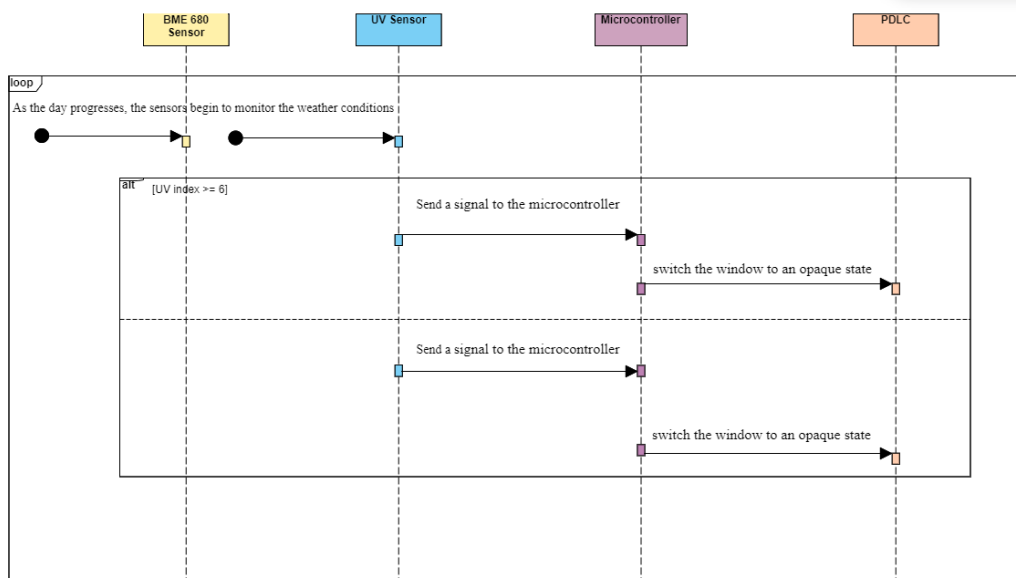 BME 680
Sensor
UV Sensor
Microcontroller
PDLC
loop
As the day progresses, the sensors begin to monitor the weather conditions
alt
[UV index >= 6]
Send a signal to the microcontroller
switch the window to an opaque state
Send a signal to the microcontroller
switch the window to an opaque state